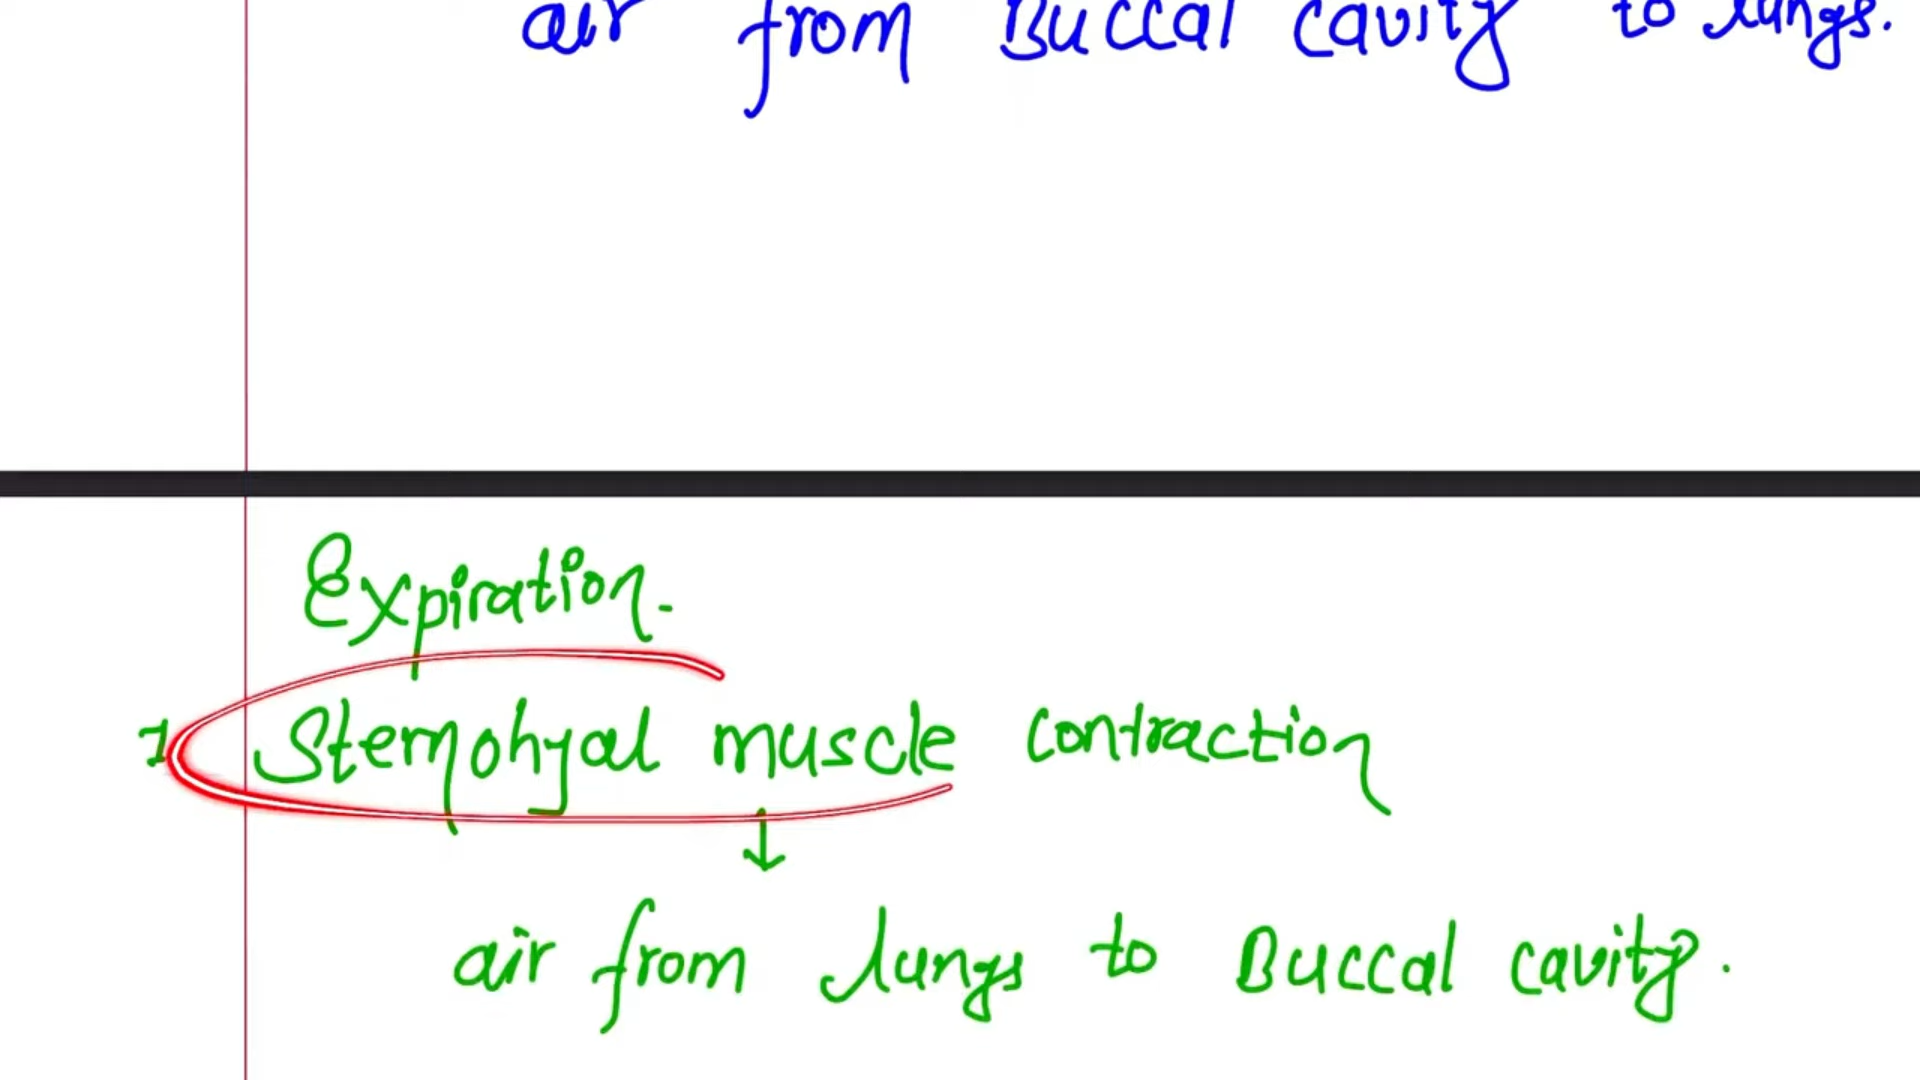 air from Buccal cavity to lungs.
Expiration.
1 Sternohyal muscle contraction
↓
air from lungs to Buccal cavity.